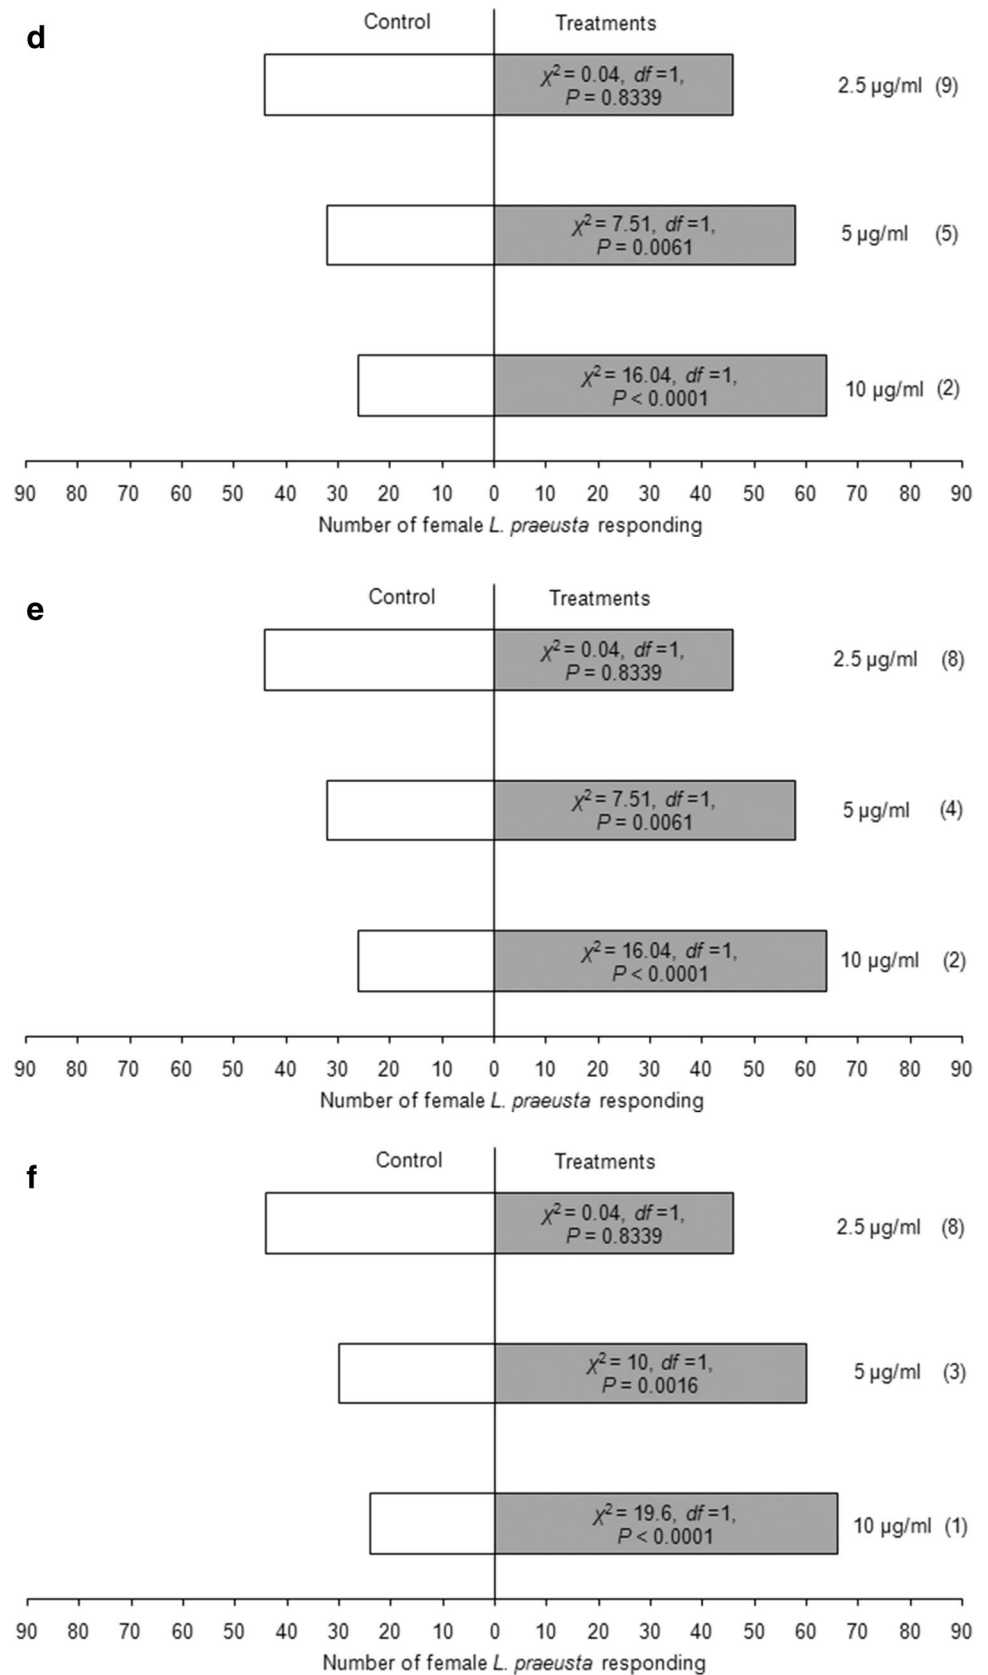 d
Control Treatments
χ2 = 0.04, df =1,
P = 0.8339
2.5 µg/ml (9)
χ2 = 7.51, df =1,
P = 0.0061
5 µg/ml (5)
χ2 = 16.04, df =1,
P < 0.0001
10 µg/ml (2)
90 80 70 60 50 40 30 20 10 0 10 20 30 40 50 60 70 80 90
Number of female L. praeusta responding
e
Control Treatments
χ2 = 0.04, df =1,
P = 0.8339
2.5 µg/ml (8)
χ2 = 7.51, df =1,
P = 0.0061
5 µg/ml (4)
χ2 = 16.04, df =1,
P < 0.0001
10 µg/ml (2)
90 80 70 60 50 40 30 20 10 0 10 20 30 40 50 60 70 80 90
Number of female L. praeusta responding
f
Control Treatments
χ2 = 0.04, df =1,
P = 0.8339
2.5 µg/ml (8)
χ2 = 10, df =1,
P = 0.0016
5 µg/ml (3)
χ2 = 19.6, df =1,
P < 0.0001
10 µg/ml (1)
90 80 70 60 50 40 30 20 10 0 10 20 30 40 50 60 70 80 90
Number of female L. praeusta responding